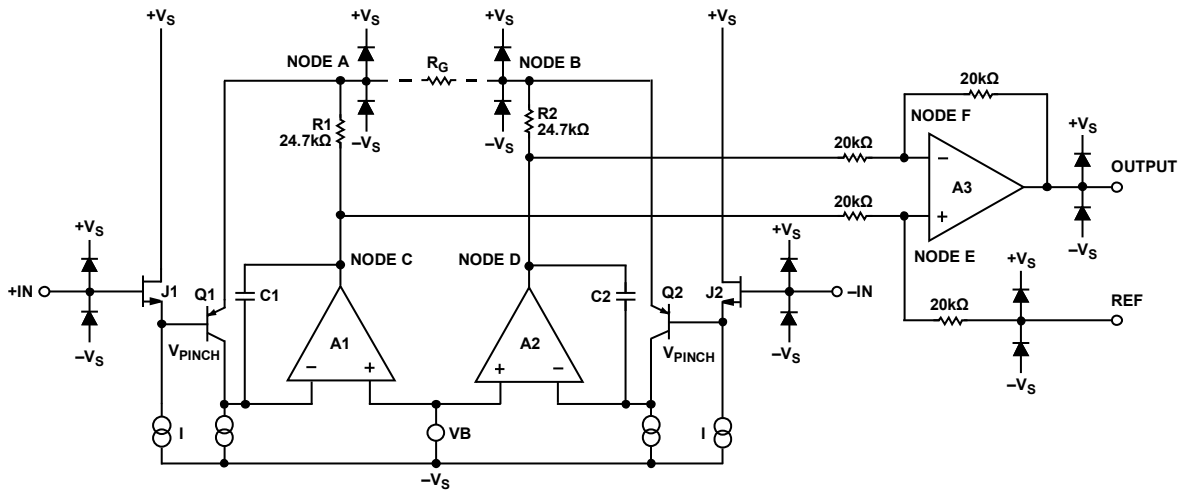 +VS
+VS
+VS
+VS
NODE A
RG
NODE B
20kΩ
R1
24.7kΩ
–VS
–VS
R2
24.7kΩ
NODE F
20kΩ
+VS
OUTPUT
–
A3
+
20kΩ
–VS
+VS
NODE C
NODE D
NODE E
+VS
+VS
+IN
J1
Q1
C1
C2
Q2
J2
–IN
20kΩ
REF
–VS
VPINCH
A1
A2
VPINCH
–VS
–VS
–
+
+
–
I
VB
I
–VS